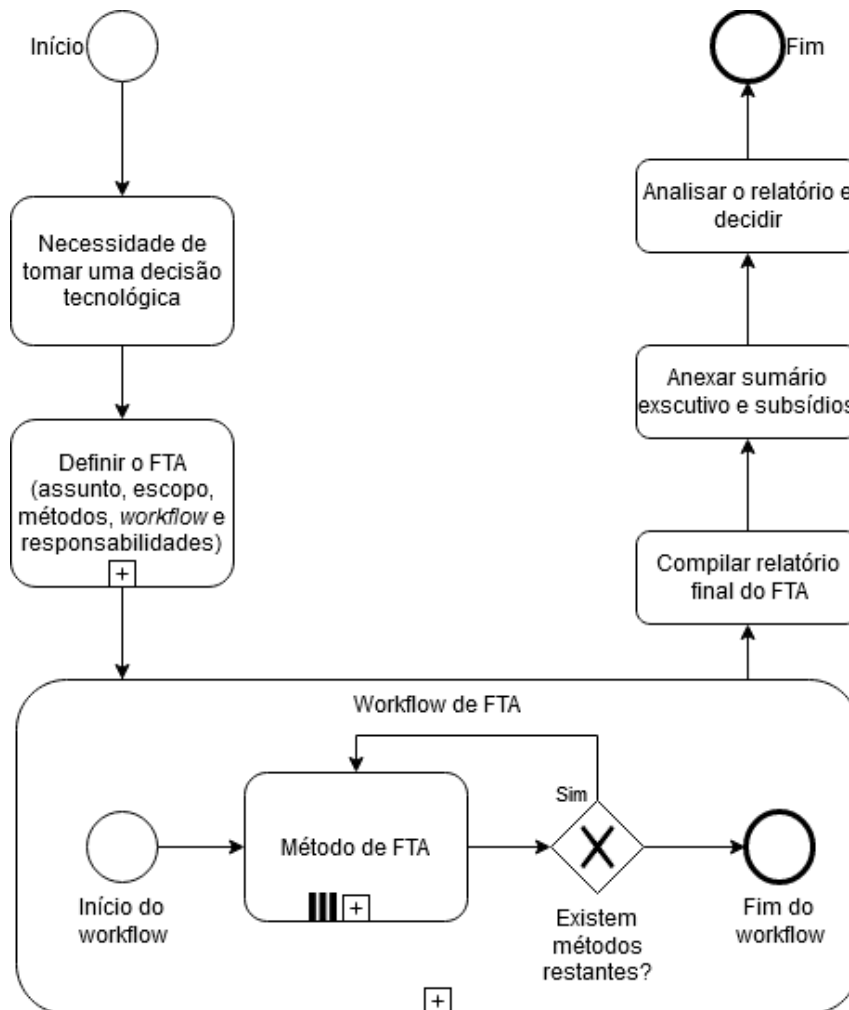 Início
Necessidade de
tomar uma decisão
tecnológica
Definir o FTA
(assunto, escopo,
métodos, workflow e
responsabilidades)
Workflow de FTA
Início do
workflow
Método de FTA
Sim
Existem
métodos
restantes?
Fim do
workflow
Compilar relatório
final do FTA
Anexar sumário
exscutivo e subsídios
Analisar o relatório e
decidir
Fim